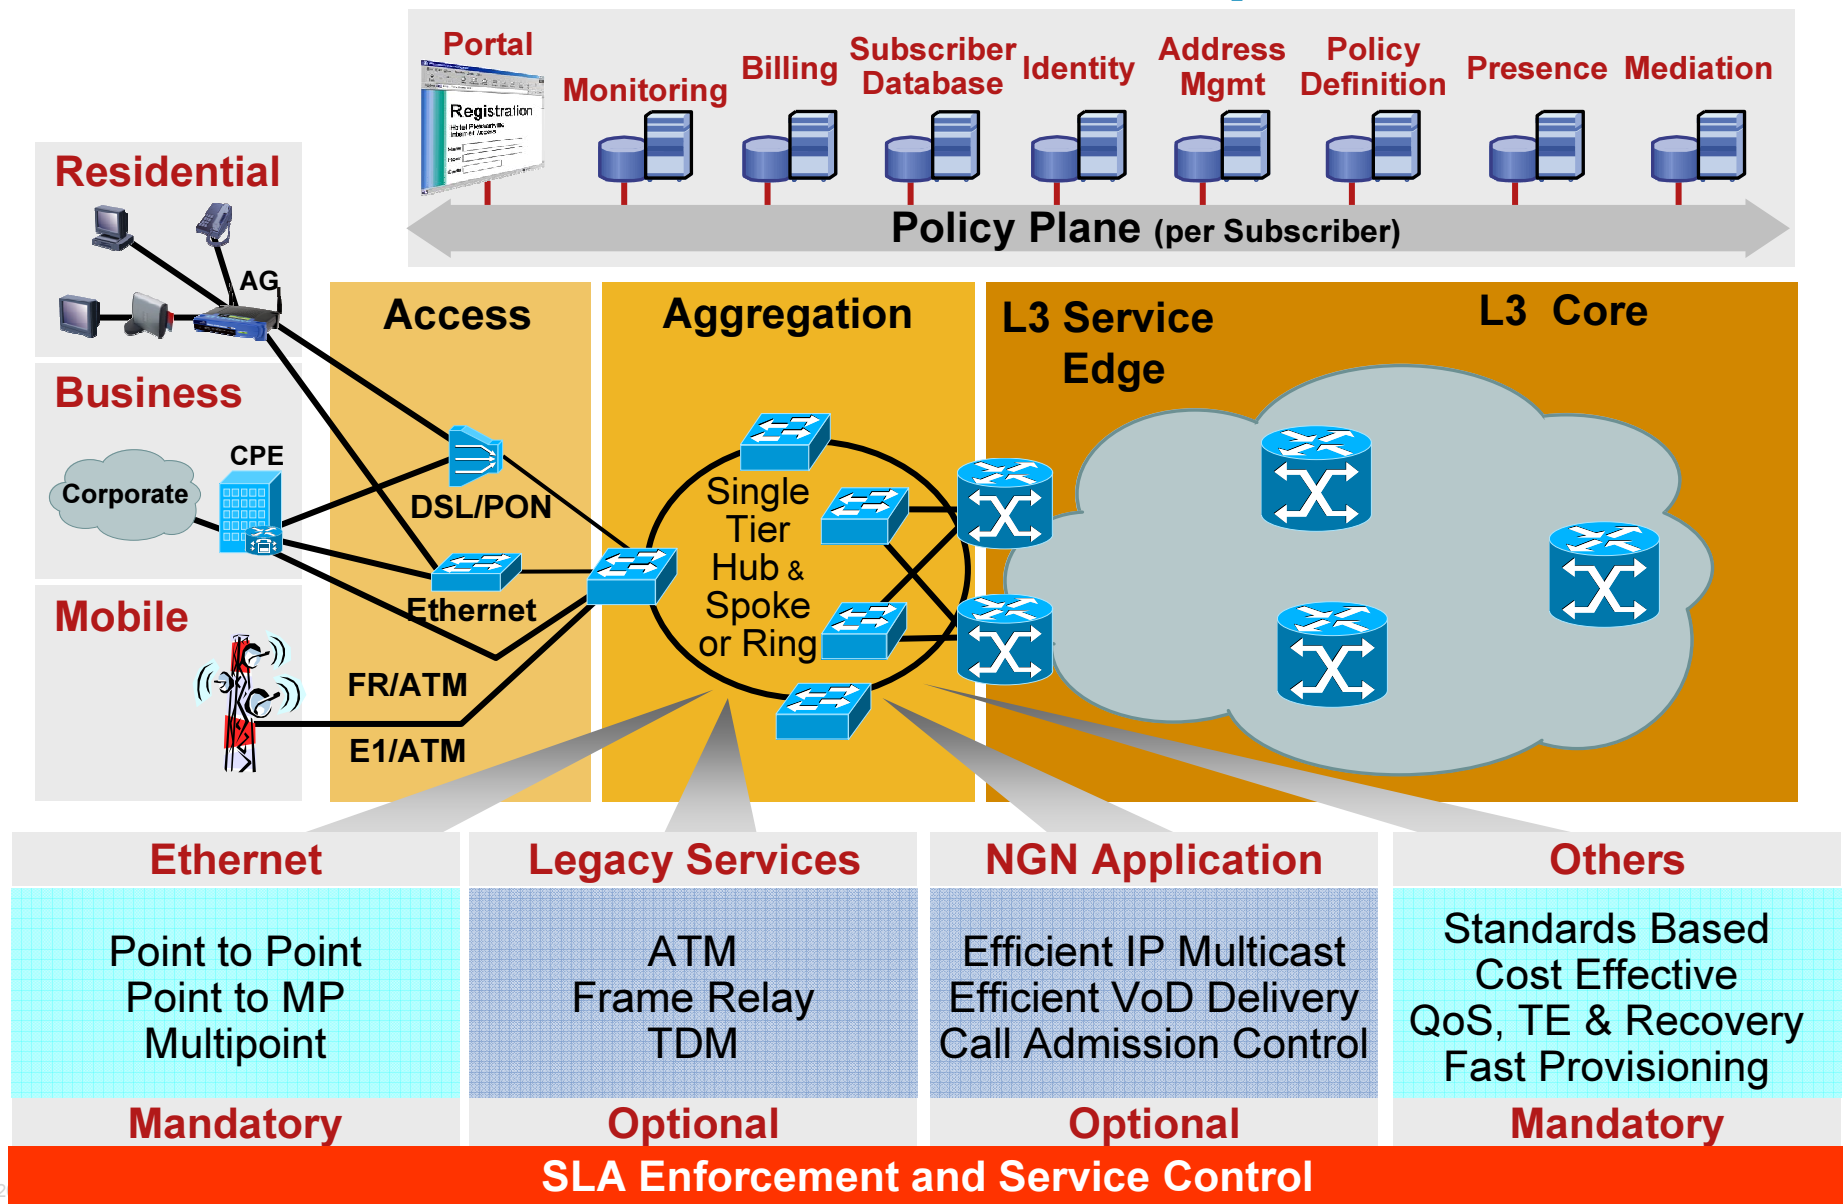 Portal
Monitoring
Billing
Subscriber
Database
Identity
Address
Mgmt
Policy
Definition
Presence
Mediation
Registration
Policy Plane (per Subscriber)
Residential
AG
Business
CPE
Corporate
Mobile
Access
DSL/PON
Ethernet
FR/ATM
E1/ATM
Aggregation
Single
Tier
Hub &
Spoke
or Ring
L3 Service
Edge
L3 Core
Ethernet
Point to Point
Point to MP
Multipoint
Mandatory
Legacy Services
ATM
Frame Relay
TDM
Optional
NGN Application
Efficient IP Multicast
Efficient VoD Delivery
Call Admission Control
Optional
Others
Standards Based
Cost Effective
QoS, TE & Recovery
Fast Provisioning
Mandatory
SLA Enforcement and Service Control